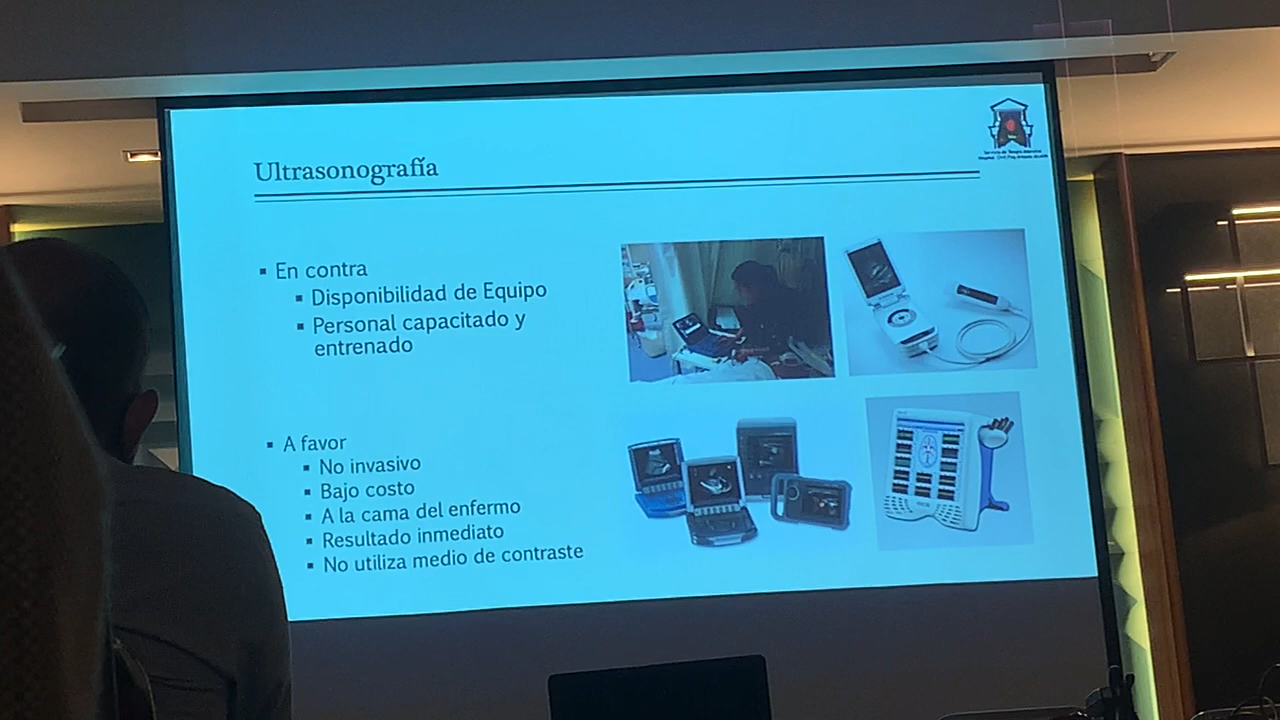 Ultrasonografía
▪ En contra
▪ Disponibilidad de Equipo
▪ Personal capacitado y
entrenado
▪ A favor
▪ No invasivo
▪ Bajo costo
▪ A la cama del enfermo
▪ Resultado inmediato
▪ No utiliza medio de contraste